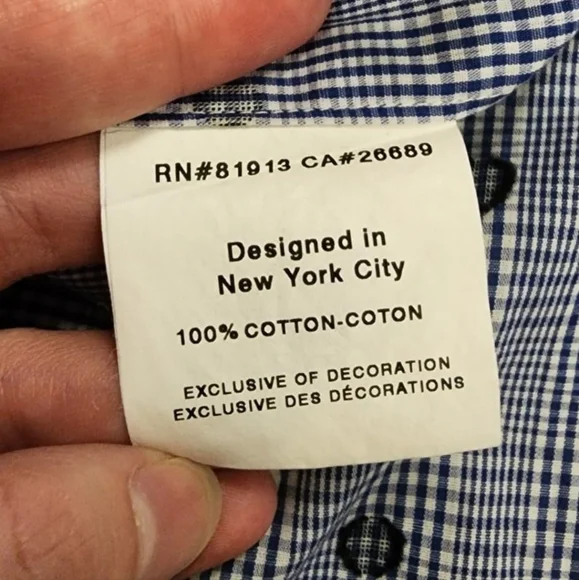 RN#81913 CA#26689
Designed in
New York City
100% COTTON-COTON
EXCLUSIVE OF DECORATION
EXCLUSIVE DES DÉCORATIONS